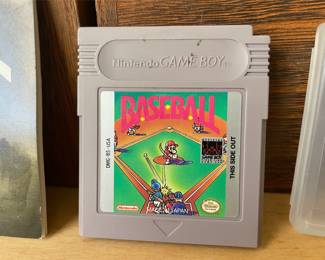 Nintendo GAME BOY
BASEBALL
DMG-BS-USA
THIS SIDE OUT
Nintendo
JAPAN